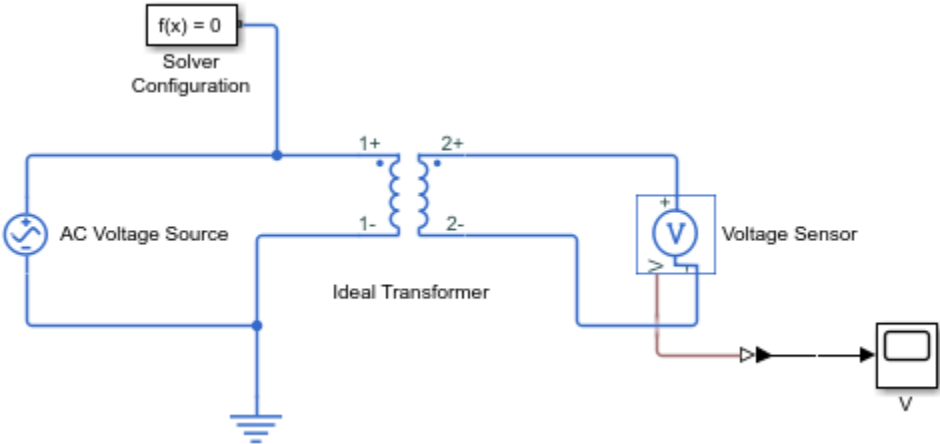 f(x) = 0
Solver
Configuration
1+
2+
AC Voltage Source
1-
2-
+
V
V
-
Voltage Sensor
Ideal Transformer
V